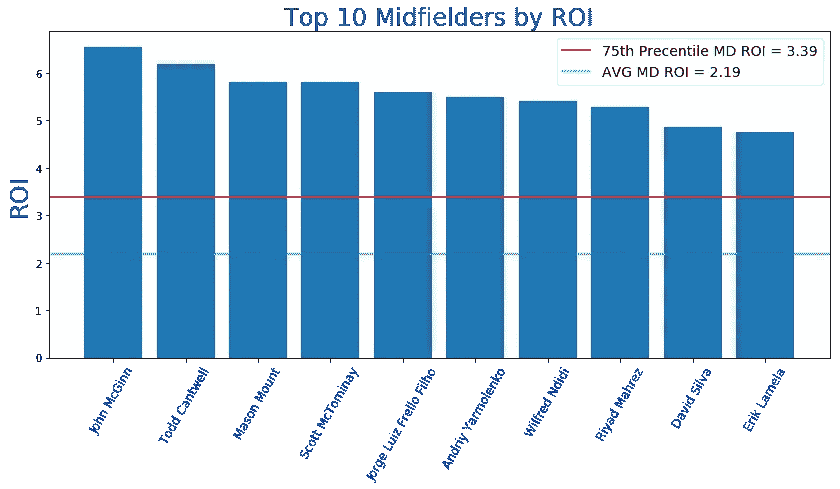 Top 10 Midfielders by ROI
75th Precentile MD ROI = 3.39
AVG MD ROI = 2.19
ROI
6
5
4
3
2
1
0
John McGinn
Todd Cantwell
Mason Mount
Scott McTominay
Jorge Luiz Frello Filho
Andriy Yarmolenko
Wilfred Ndidi
Riyad Mahrez
David Silva
Erik Lamela